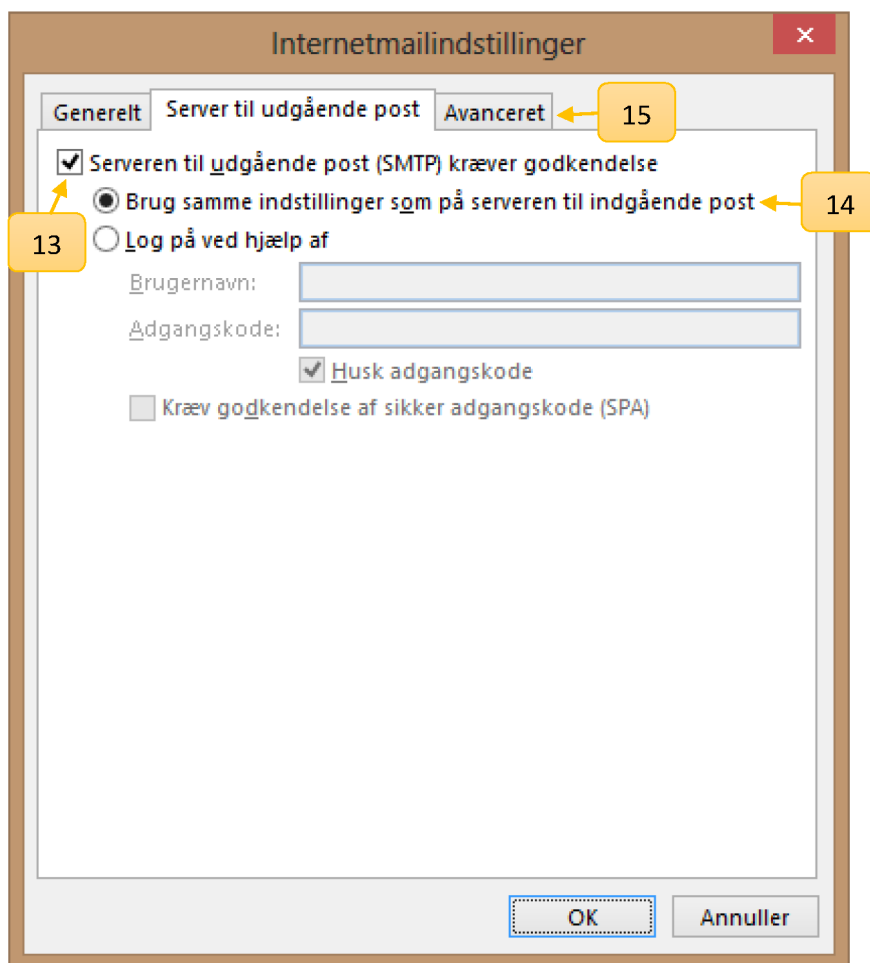 Internetmailindstillinger
Generelt Server til udgående post Avanceret 15
Serveren til udgående post (SMTP) kræver godkendelse
Brug samme indstillinger som på serveren til indgående post 14
13 Log på ved hjælp af
Brugernavn:
Adgangskode:
Husk adgangskode
Kræv godkendelse af sikker adgangskode (SPA)
OK Annuller